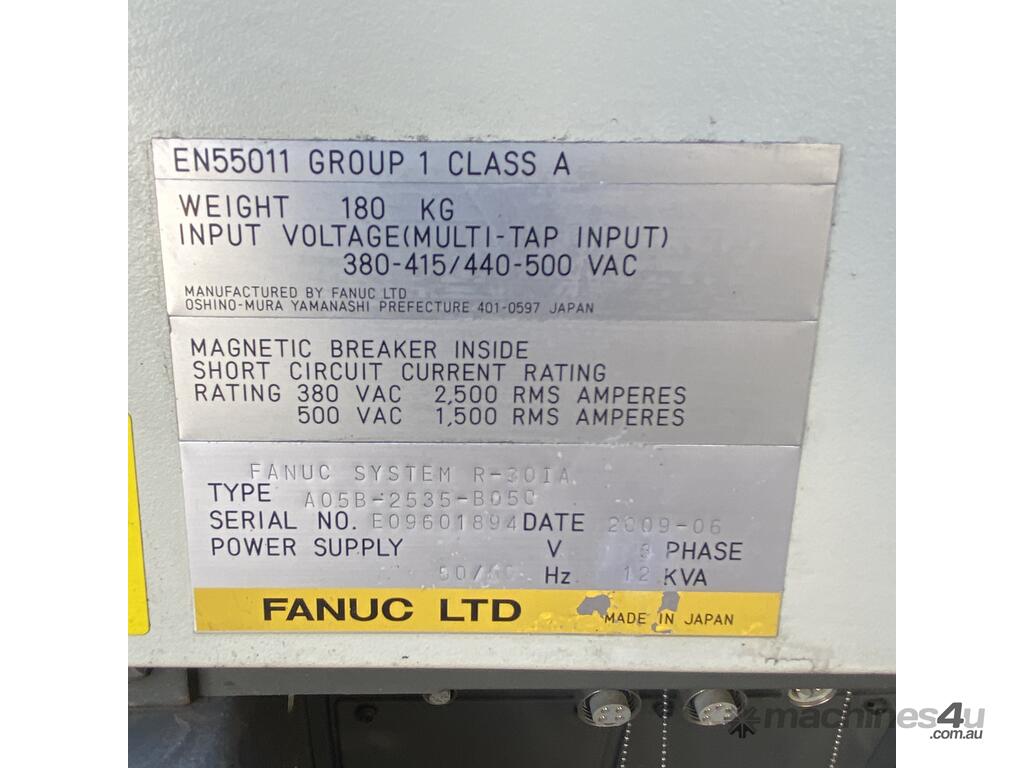 EN55011 GROUP 1 CLASS A
WEIGHT 180 KG
INPUT VOLTAGE(MULTI-TAP INPUT)
380-415/440-500 VAC
MANUFACTURED BY FANUC LTD
OSHINO-MURA YAMANASHI PREFECTURE 401-0597 JAPAN
MAGNETIC BREAKER INSIDE
SHORT CIRCUIT CURRENT RATING
RATING 380 VAC 2,500 RMS AMPERES
500 VAC 1,500 RMS AMPERES
FANUC SYSTEM R-30IA
TYPE A05B-2535-B050
SERIAL NO. E09601894 DATE 2009-06
POWER SUPPLY V PHASE
Hz 12 KVA
FANUC LTD MADE IN JAPAN
machines4u
.com.au